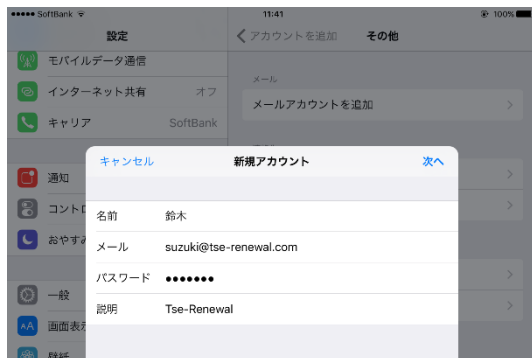 SoftBank
11:41
100%
設定
アカウントを追加
その他
モバイルデータ通信
メール
インターネット共有
オフ
メールアカウントを追加
キャリア
SoftBank
キャンセル
新規アカウント
次へ
通知
名前
鈴木
コントロ
おやすみ
メール
suzuki@tse-renewal.com
パスワード
●●●●●●●
一般
説明
Tse-Renewal
AA
画面表示
壁紙